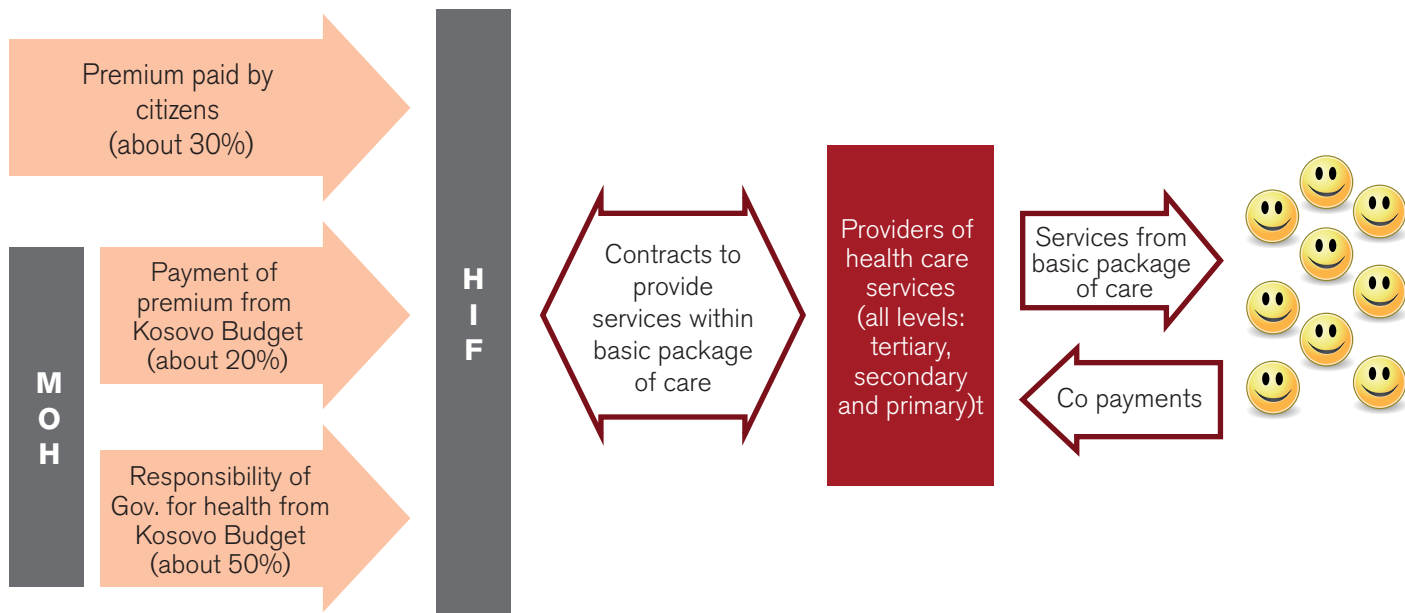 Premium paid by
citizens
(about 30%)
M
O
H
Payment of
premium from
Kosovo Budget
(about 20%)
Responsibility of
Gov. for health from
Kosovo Budget
(about 50%)
H
I
F
Contracts to
provide
services within
basic package
of care
Providers of
health care
services
(all levels:
tertiary,
secondary
and primary)t
Services from
basic package
of care
Co payments